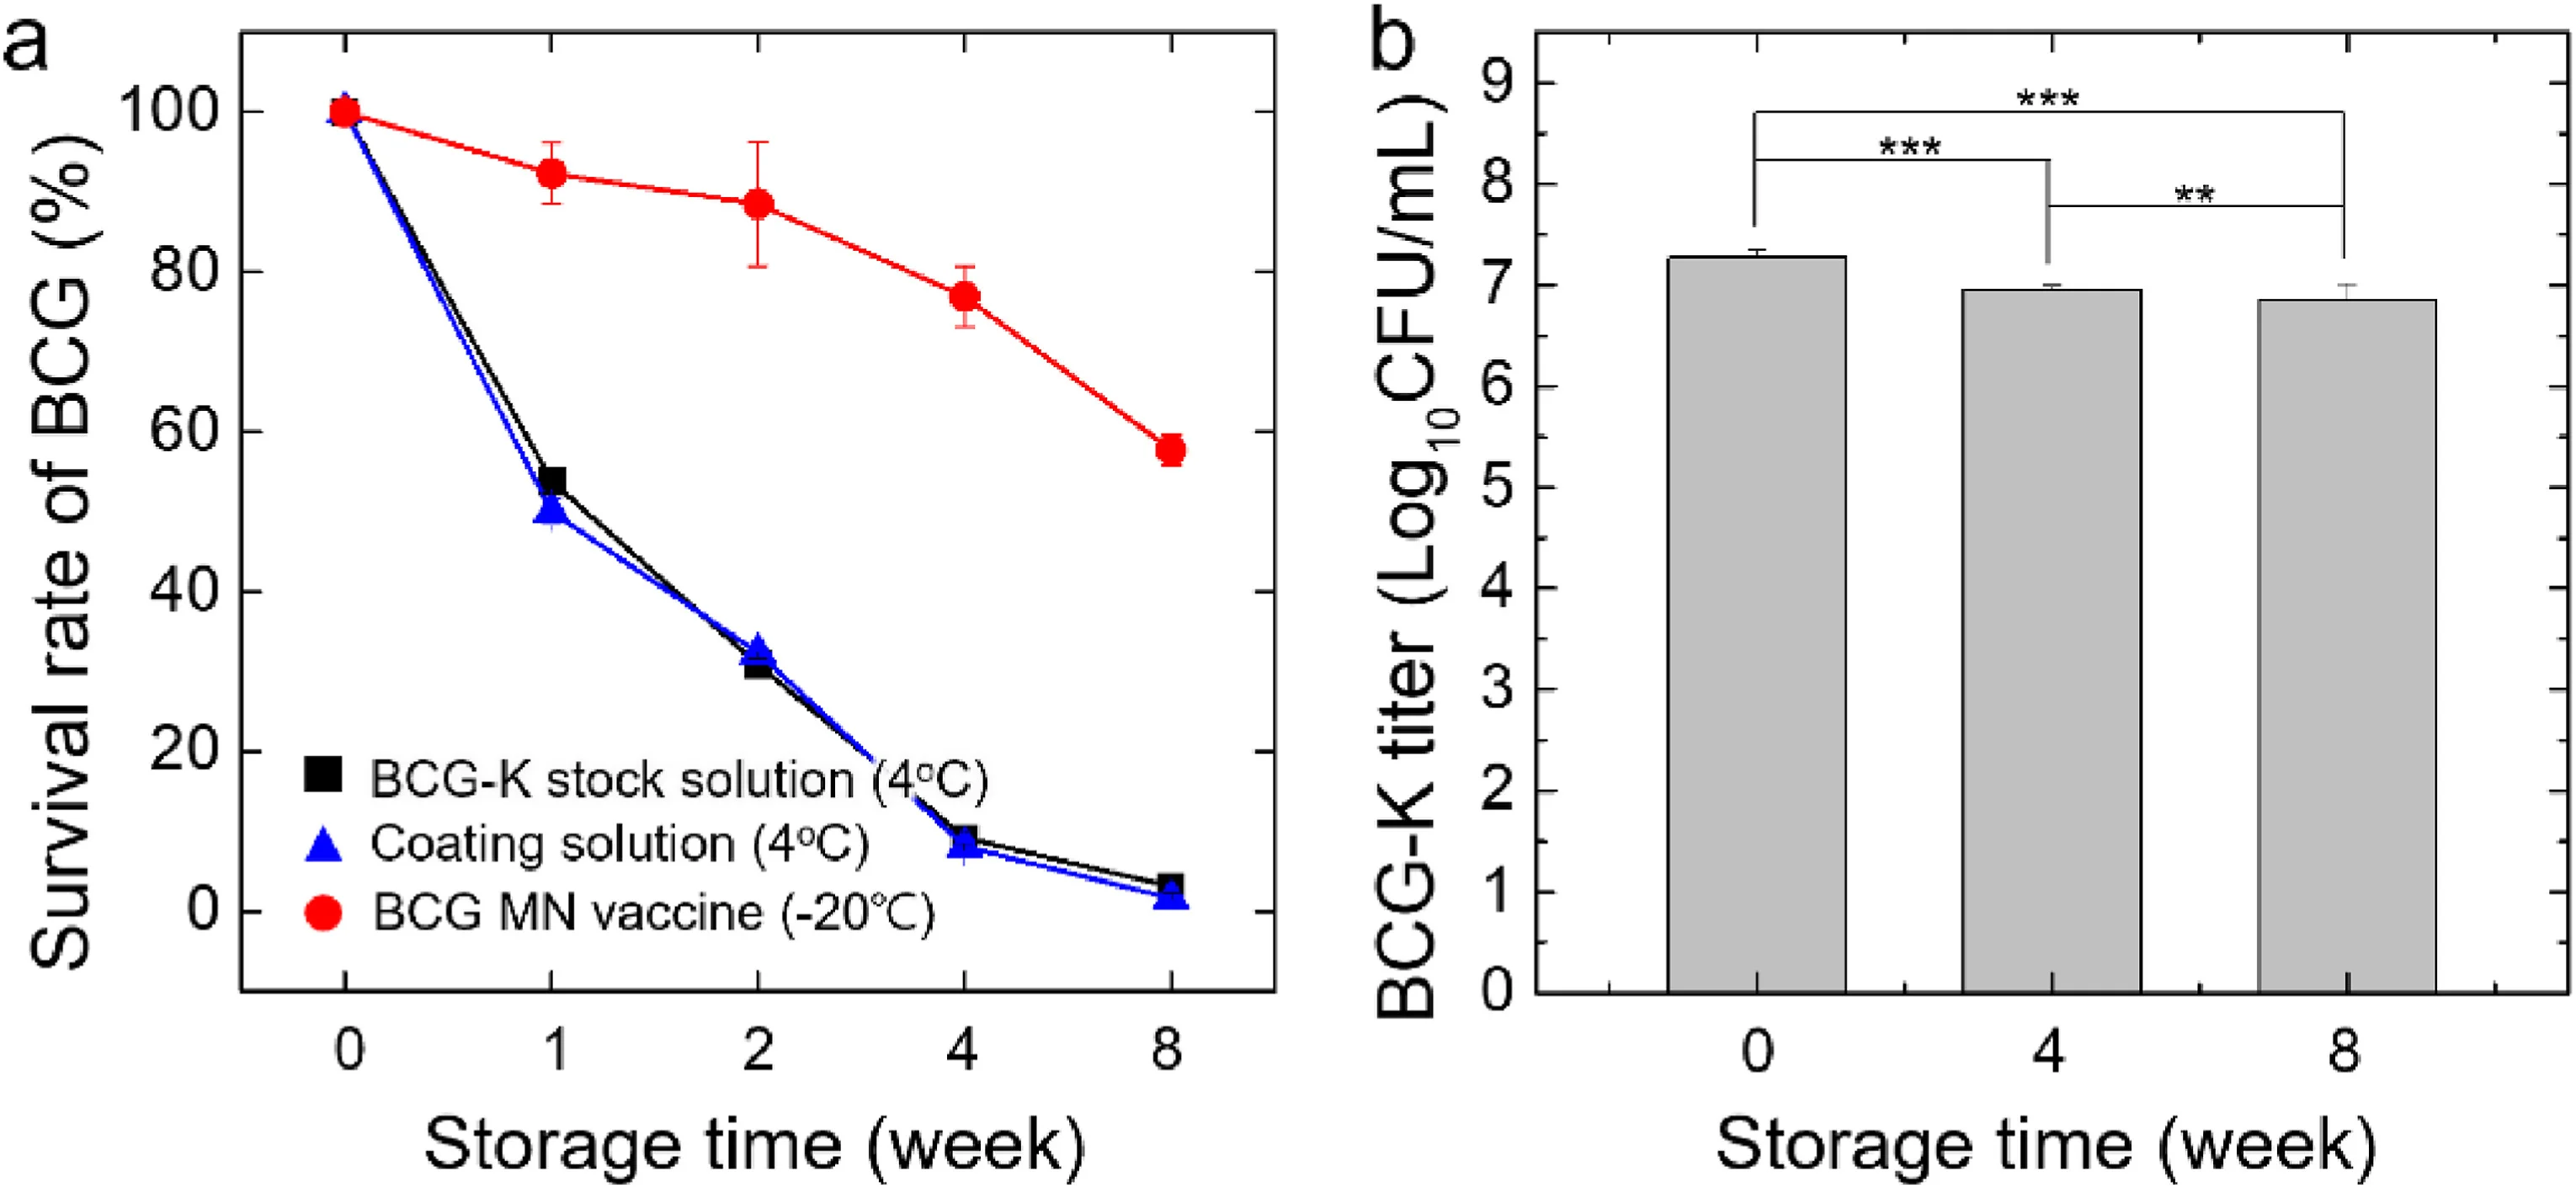 a
Survival rate of BCG (%)
100
80
60
40
20
0
BCG-K stock solution (4°C)
Coating solution (4°C)
BCG MN vaccine (-20℃)
0 1 2 4 8
Storage time (week)
b
BCG-K titer (Log10CFU/mL)
9
8
7
6
5
4
3
2
1
0
***
***
**
0 4 8
Storage time (week)